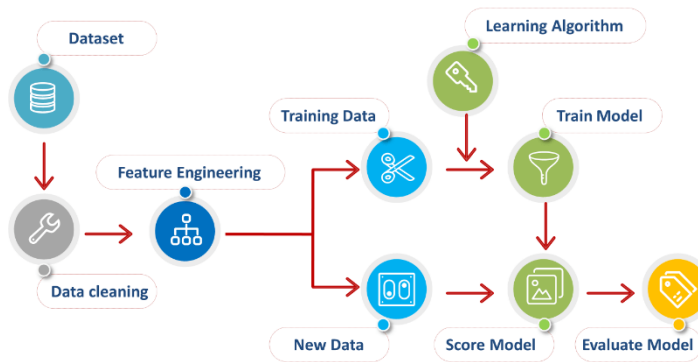 Learning Algorithm
Dataset
Training Data
Train Model
Feature Engineering
Data cleaning
New Data
Score Model
Evaluate Model